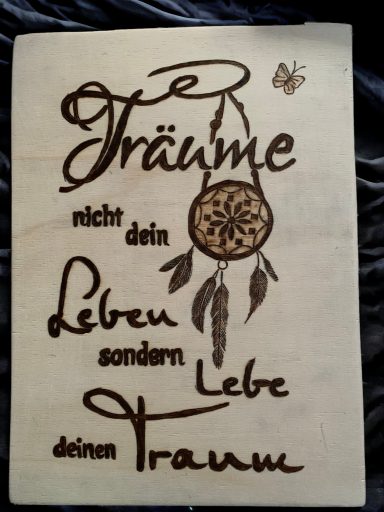 Träume
nicht dein
Leben
sondern
Lebe
deinen Traum